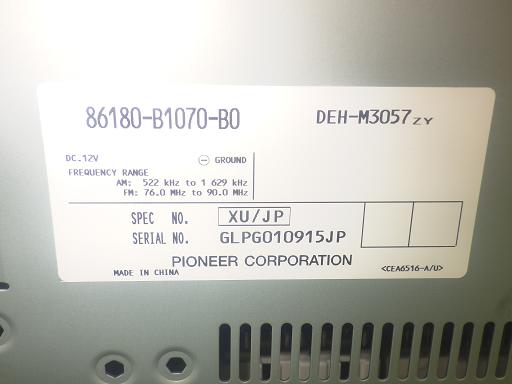 86180-B1070-B0 DEH-M3057ZY
DC.12V ⊖ GROUND
FREQUENCY RANGE
AM: 522 kHz to 1 629 kHz
FM: 76.0 MHz to 90.0 MHz
SPEC NO. XU/JP
SERIAL NO. GLPG010915JP
PIONEER CORPORATION
MADE IN CHINA <CEA6516-A/U>